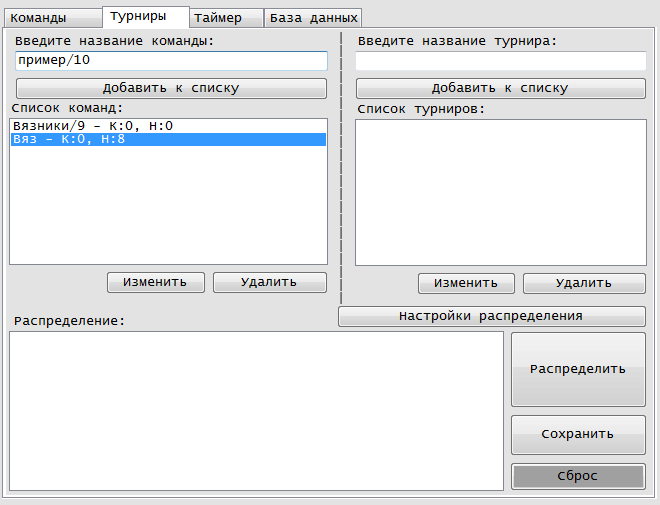 Команды Турниры Таймер База данных
Введите название команды:
пример/10
Добавить к списку
Список команд:
Вязники/9 - К:0, Н:0
Вяз - К:0, Н:8
Изменить Удалить
Введите название турнира:
Добавить к списку
Список турниров:
Изменить Удалить
Настройки распределения
Распределение:
Распределить
Сохранить
Сброс